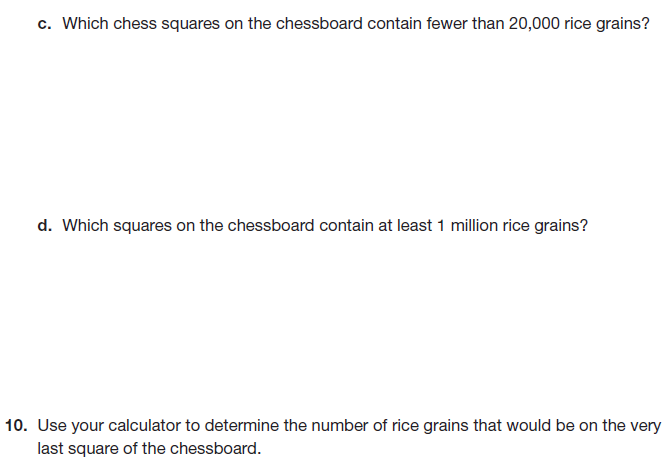 c. Which chess squares on the chessboard contain fewer than 20,000 rice grains?
d. Which squares on the chessboard contain at least 1 million rice grains?
10. Use your calculator to determine the number of rice grains that would be on the very
last square of the chessboard.